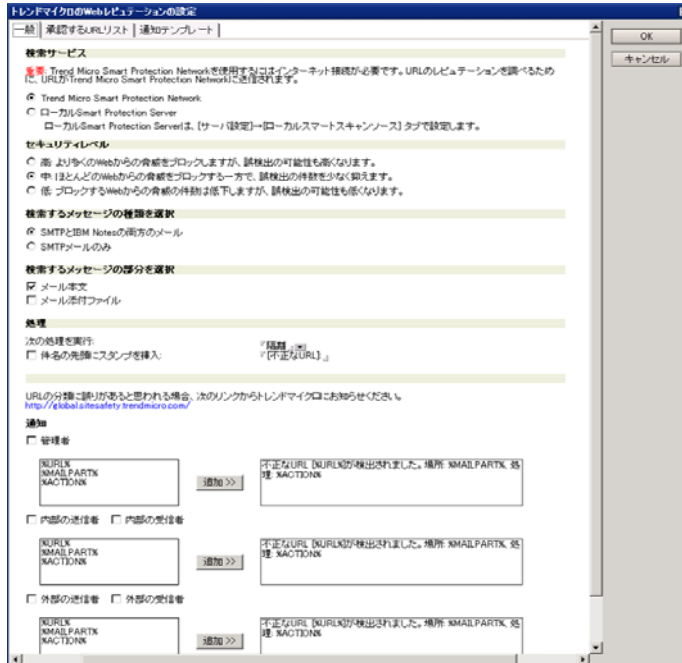 トレンドマイクロのWebレピュテーションの設定
一般 | 承認するURLリスト | 通知テンプレート |
OK
キャンセル
検索サービス
重要: Trend Micro Smart Protection Networkを使用するにはインターネット接続が必要です。URLのレピュテーションを調べるため
に、URLがTrend Micro Smart Protection Networkに送信されます。
Trend Micro Smart Protection Network
ローカルSmart Protection Server
ローカルSmart Protection Serverは、[サーバ設定]→[ローカルスマートスキャンソース] タブで設定します。
セキュリティレベル
高: より多くのWebからの脅威をブロックしますが、誤検出の可能性も高くなります。
中: ほとんどのWebからの脅威をブロックする一方で、誤検出の件数を少なく抑えます。
低: ブロックするWebからの脅威の件数は低下しますが、誤検出の可能性も低くなります。
検索するメッセージの種類を選択
SMTPとIBM Notesの両方のメール
SMTPメールのみ
検索するメッセージの部分を選択
メール本文
メール添付ファイル
処理
次の処理を実行: 『隔離』
件名の先頭にスタンプを挿入: 『[不正なURL]』
URLの分類に誤りがあると思われる場合、次のリンクからトレンドマイクロにお知らせください。
http://global.sitesafety.trendmicro.com/
通知
管理者
%URL%
%MAILPART%
%ACTION%
追加 >>
不正なURL [%URL%]が検出されました。場所: %MAILPART%, 処
理: %ACTION%
内部の送信者 内部の受信者
%URL%
%MAILPART%
%ACTION%
追加 >>
不正なURL [%URL%]が検出されました。場所: %MAILPART%, 処
理: %ACTION%
外部の送信者 外部の受信者
%URL%
%MAILPART%
%ACTION%
追加 >>
不正なURL [%URL%]が検出されました。場所: %MAILPART%, 処
理: %ACTION%